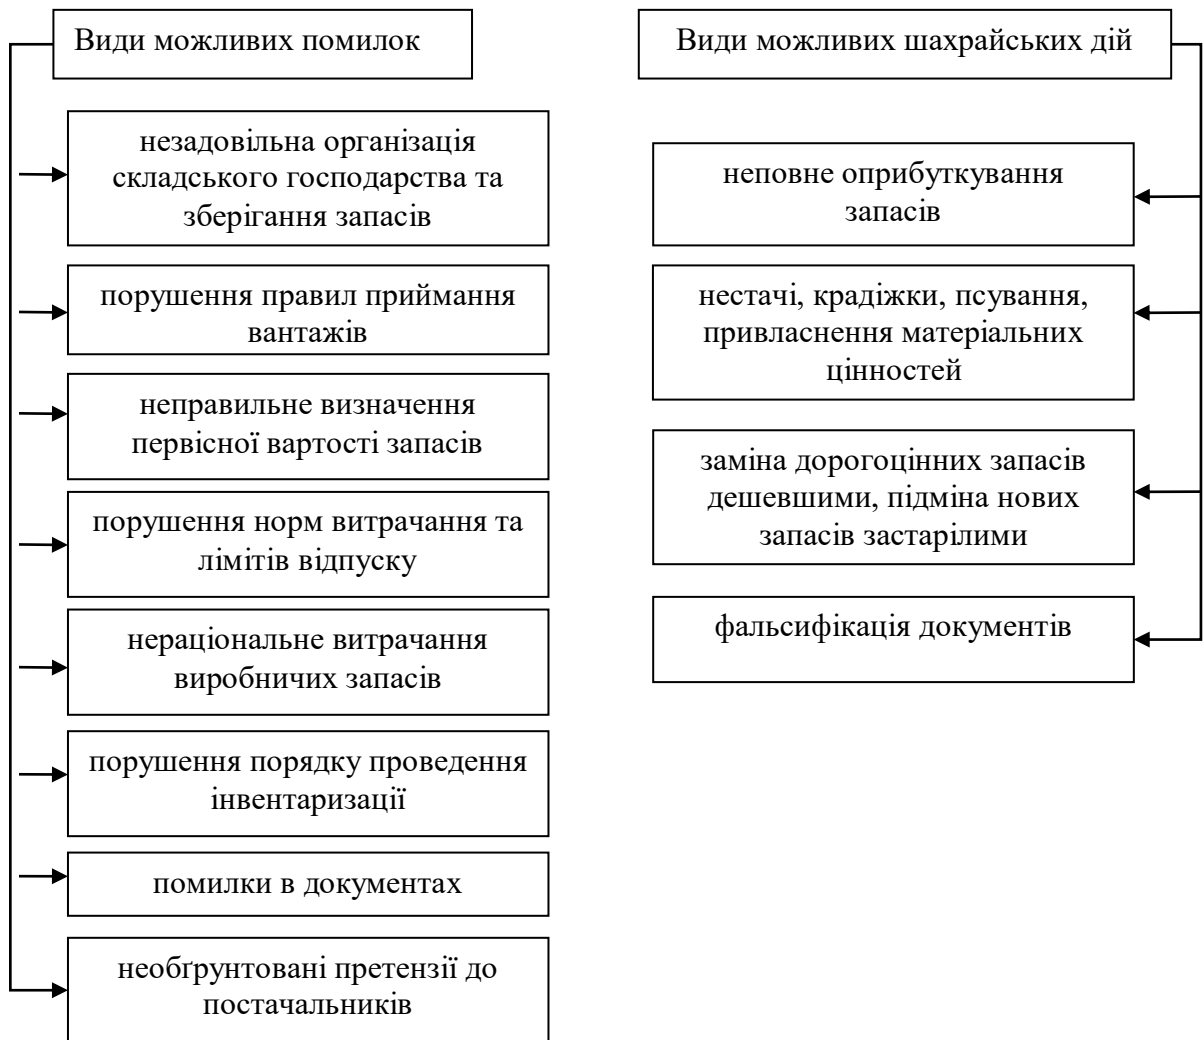 Види можливих помилок
незадовільна організація
складського господарства та
зберігання запасів
порушення правил приймання
вантажів
неправильне визначення
первісної вартості запасів
порушення норм витрачання та
лімітів відпуску
нераціональне витрачання
виробничих запасів
порушення порядку проведення
інвентаризації
помилки в документах
необґрунтовані претензії до
постачальників
Види можливих шахрайських дій
неповне оприбуткування
запасів
нестачі, крадіжки, псування,
привласнення матеріальних
цінностей
заміна дорогоцінних запасів
дешевшими, підміна нових
запасів застарілими
фальсифікація документів